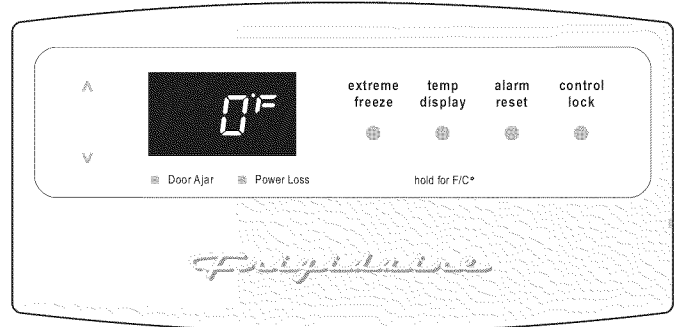 0°F
extreme freeze
temp display
alarm reset
control lock
Door Ajar
Power Loss
hold for F/C°
Frigidaire